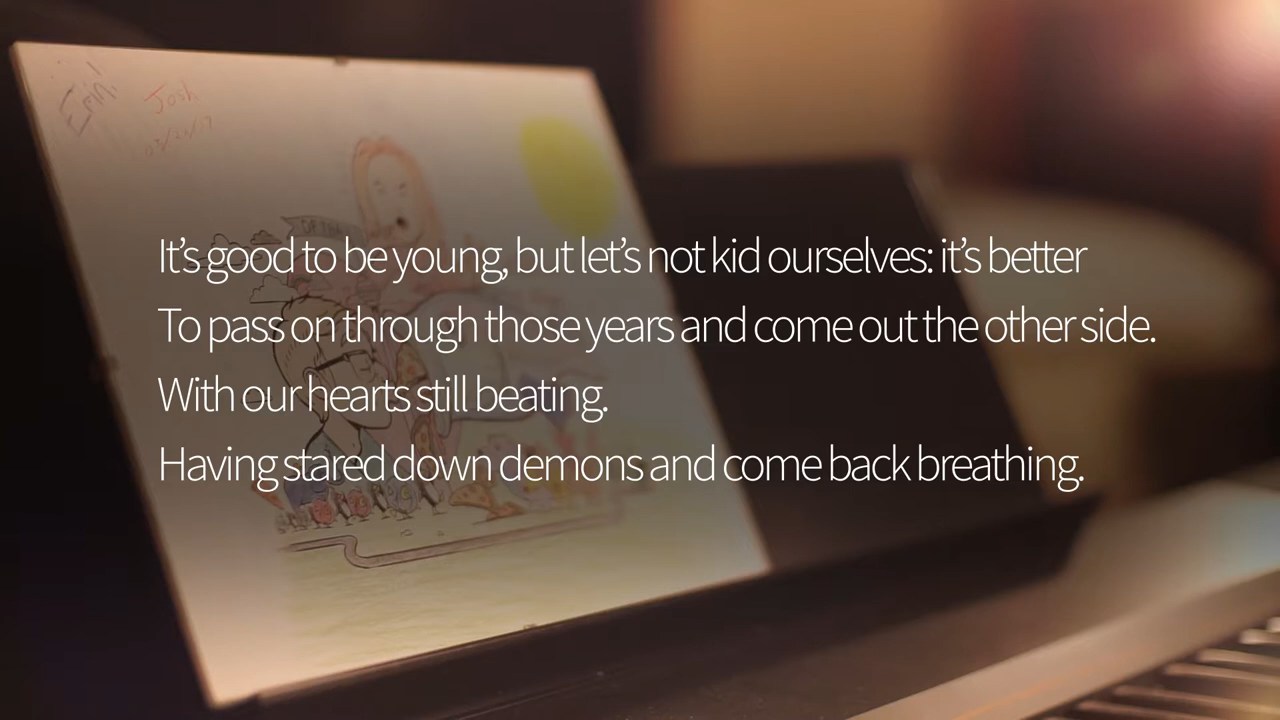 Erin!
Josh
It’s good to be young, but let’s not kid ourselves: it’s better
To pass on through those years and come out the other side.
With our hearts still beating.
Having stared down demons and come back breathing.